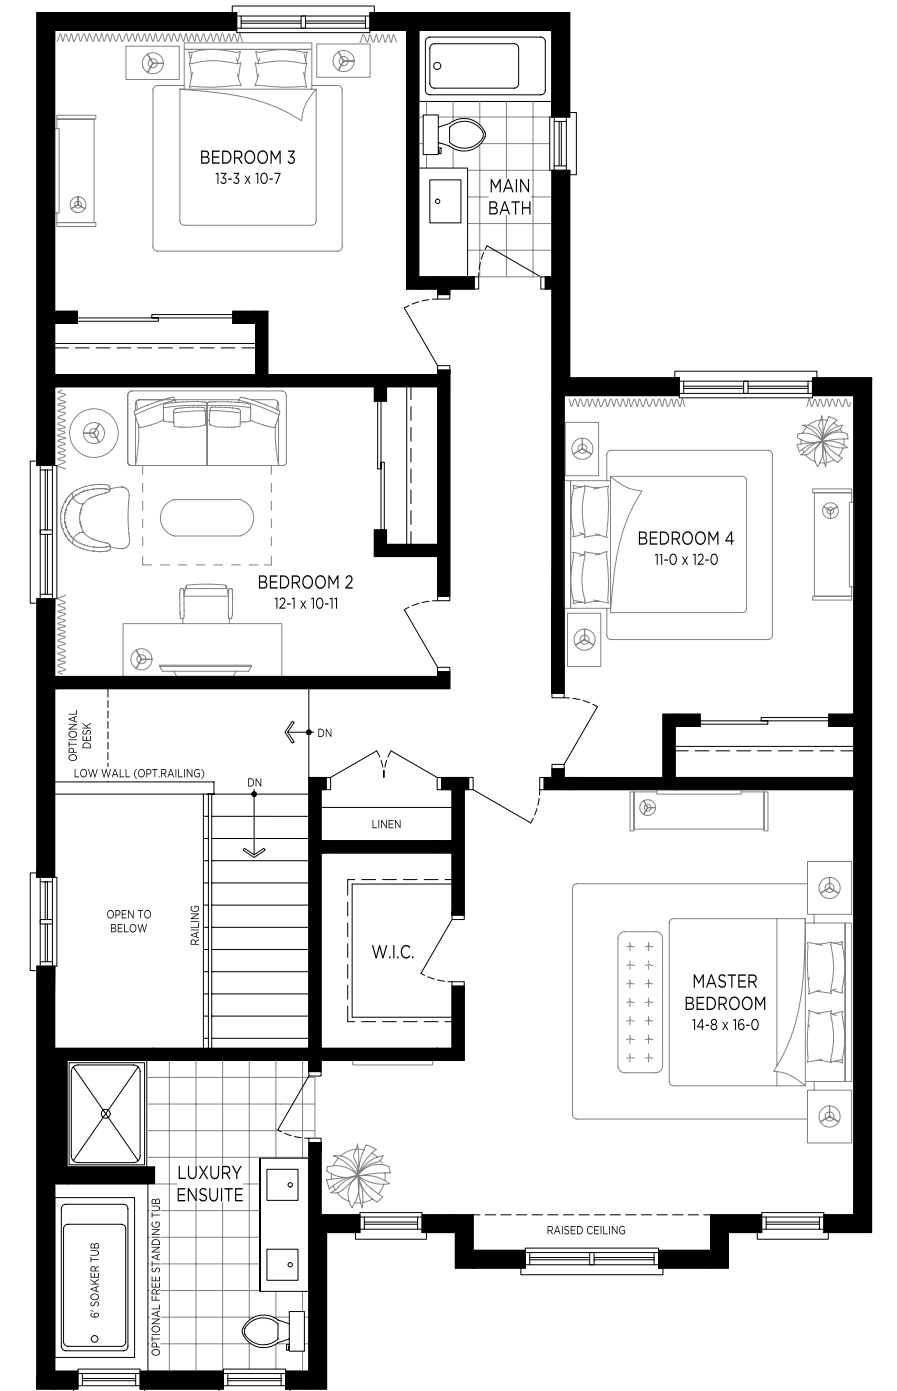 BEDROOM 3
13-3 x 10-7
MAIN
BATH
BEDROOM 4
11-0 x 12-0
BEDROOM 2
12-1 x 10-11
OPTIONAL
DESK
DN
LOW WALL (OPT.RAILING)
DN
LINEN
OPEN TO
BELOW
RAILING
W.I.C.
MASTER
BEDROOM
14-8 x 16-0
LUXURY
ENSUITE
RAISED CEILING
6' SOAKER TUB
OPTIONAL FREE STANDING TUB